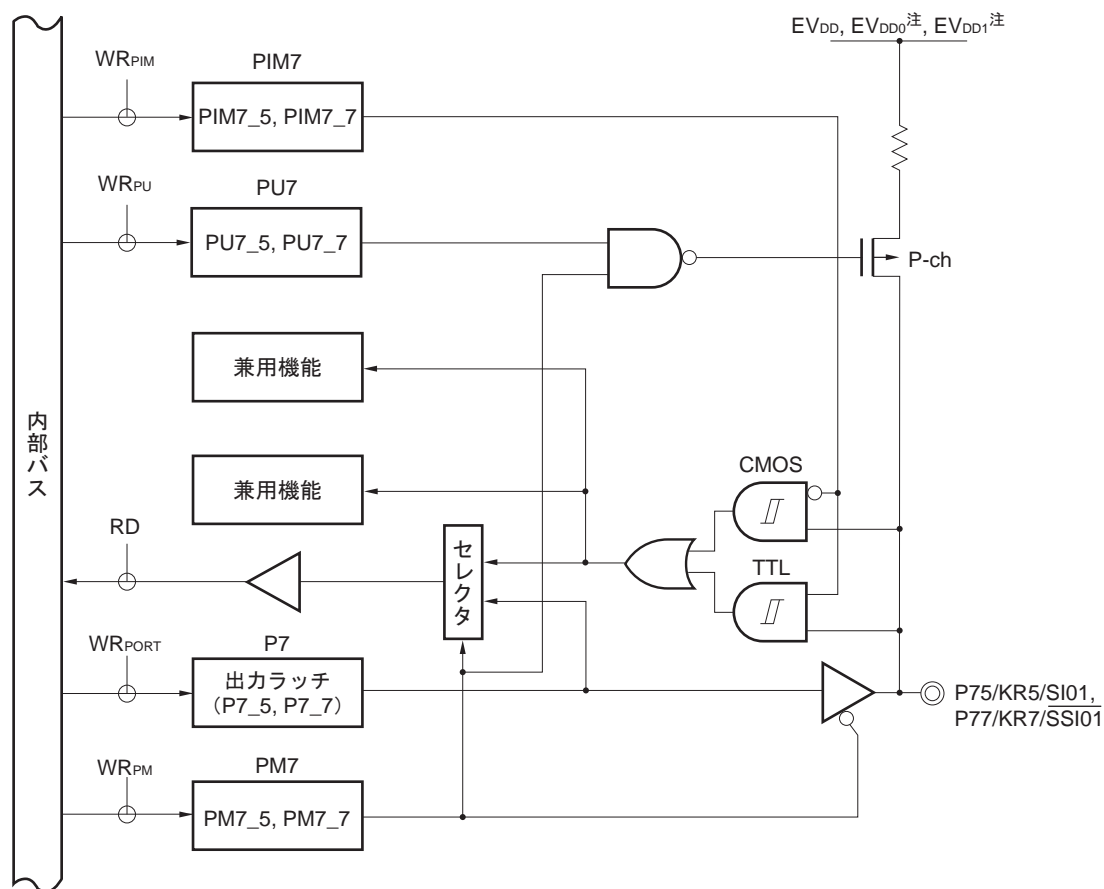 EVDD, EVDD0注, EVDD1注
WRPIM
PIM7
PIM7_5, PIM7_7
WRPU
PU7
PU7_5, PU7_7
P-ch
兼用機能
内部バス
CMOS
兼用機能
RD
セレクタ
TTL
WRPORT
P7
出力ラッチ
(P7_5, P7_7)
P75/KR5/SI01,
P77/KR7/SSI01
WRPM
PM7
PM7_5, PM7_7